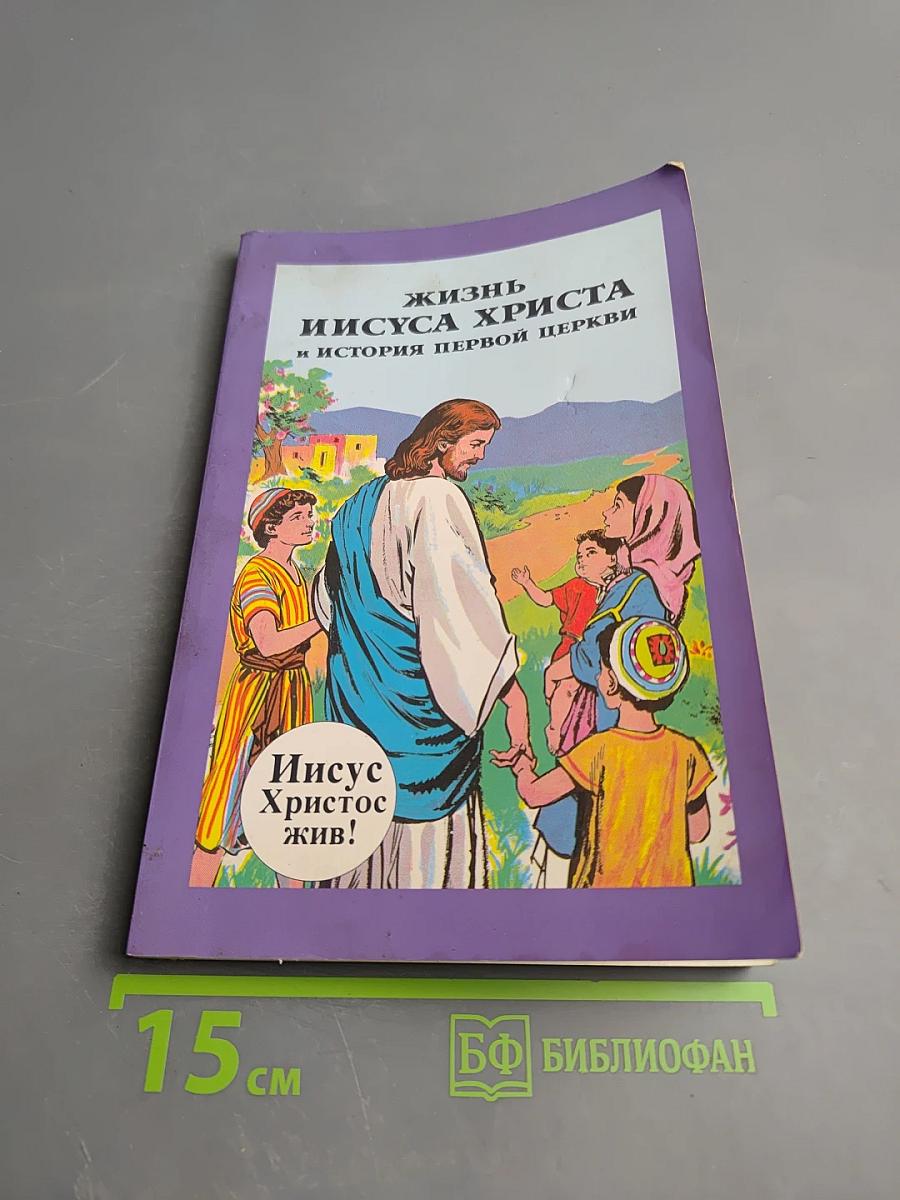 ЖИЗНЬ
ИИСУСА ХРИСТА
и ИСТОРИЯ ПЕРВОЙ ЦЕРКВИ
Иисус
Христос
жив!
15 см
БФ БИБЛИОФАН